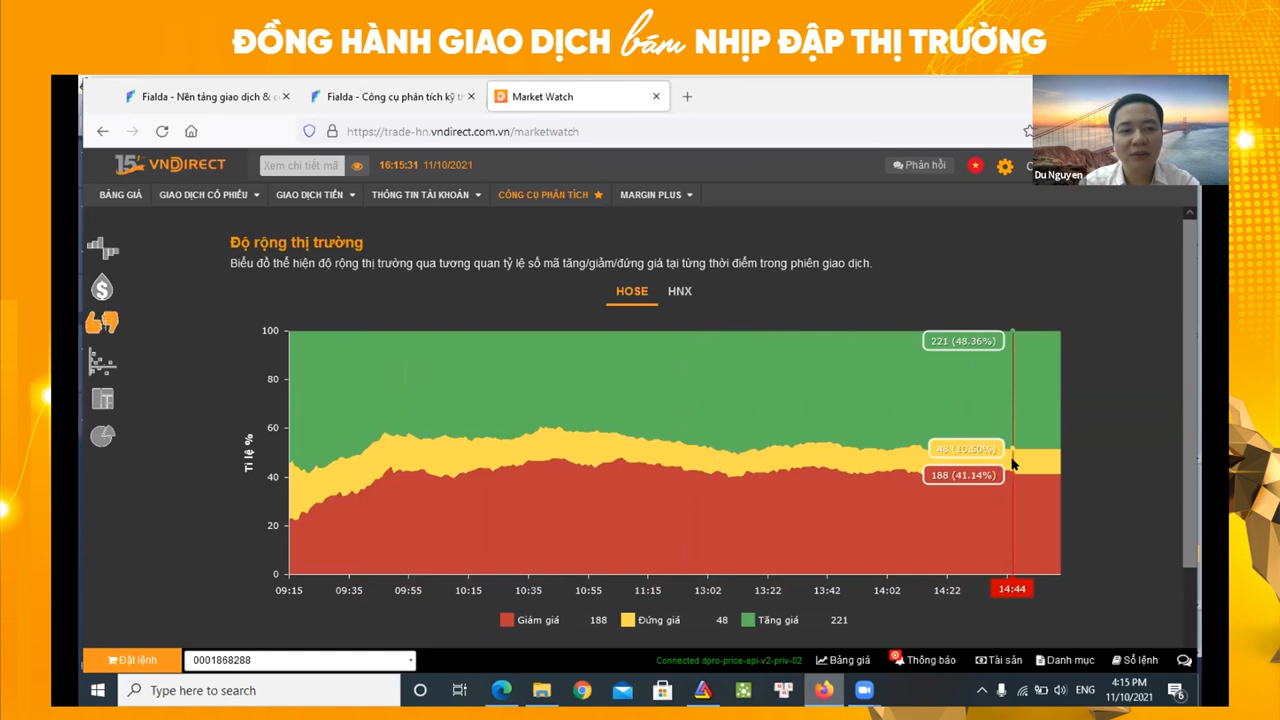 ĐỒNG HÀNH GIAO DỊCH bám NHỊP ĐẬP THỊ TRƯỜNG
Fialda - Nền tảng giao dịch &
Fialda - Công cụ phân tích kỹ
Market Watch
https://trade-hn.vndirect.com.vn/marketwatch
15 VNDIRECT
Xem chi tiết mã
16:15:31 11/10/2021
Phản hồi
Du Nguyen
BẢNG GIÁ
GIAO DỊCH CỔ PHIẾU
GIAO DỊCH TIỀN
THÔNG TIN TÀI KHOẢN
CÔNG CỤ PHÂN TÍCH
MARGIN PLUS
Độ rộng thị trường
Biểu đồ thể hiện độ rộng thị trường qua tương quan tỷ lệ số mã tăng/giảm/đứng giá tại từng thời điểm trong phiên giao dịch.
HOSE HNX
100
80
60
40
20
0
Tỉ lệ %
221 (48.36%)
48 (10.50%)
188 (41.14%)
09:15 09:35 09:55 10:15 10:35 10:55 11:15 13:02 13:22 13:42 14:02 14:22 14:44
Giảm giá 188 Đứng giá 48 Tăng giá 221
Đặt lệnh
0001868288
Connected dpro-price-api-v2-priv-02
Bảng giá
Thông báo
Tài sản
Danh mục
Sổ lệnh
Type here to search
ENG
4:15 PM
11/10/2021
6